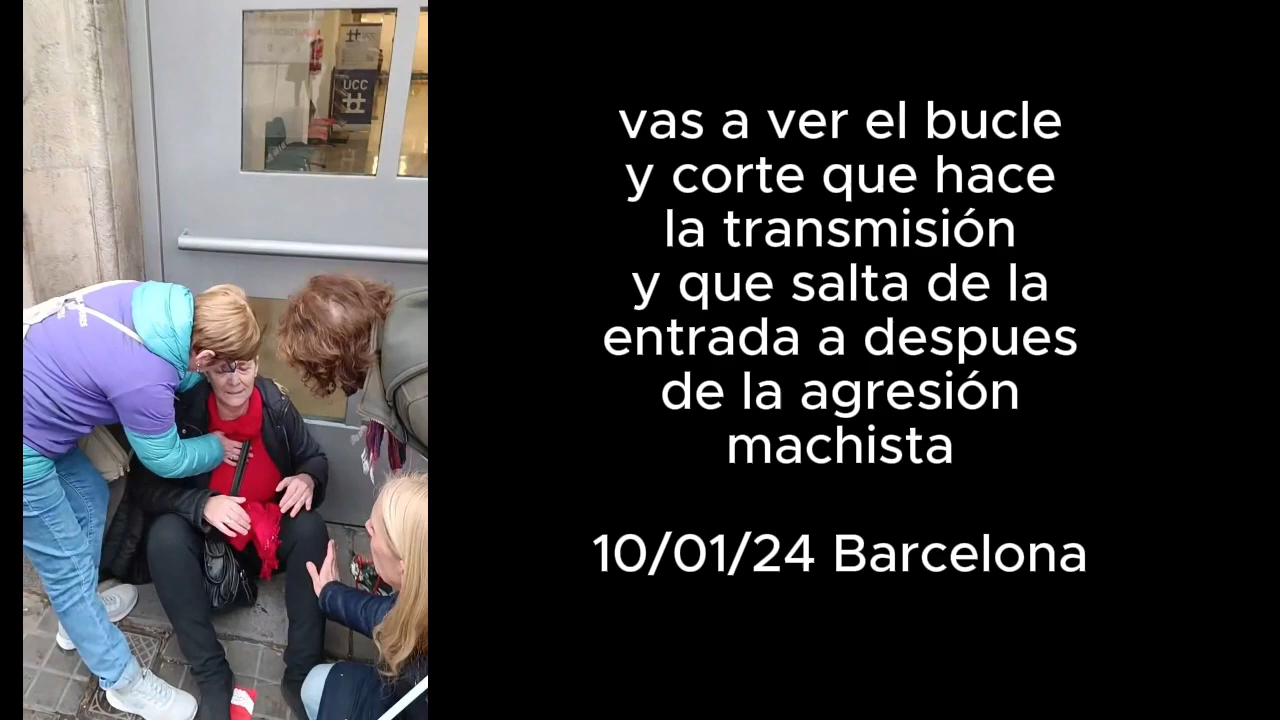 UCC
vas a ver el bucle
y corte que hace
la transmisión
y que salta de la
entrada a despues
de la agresión
machista
10/01/24 Barcelona